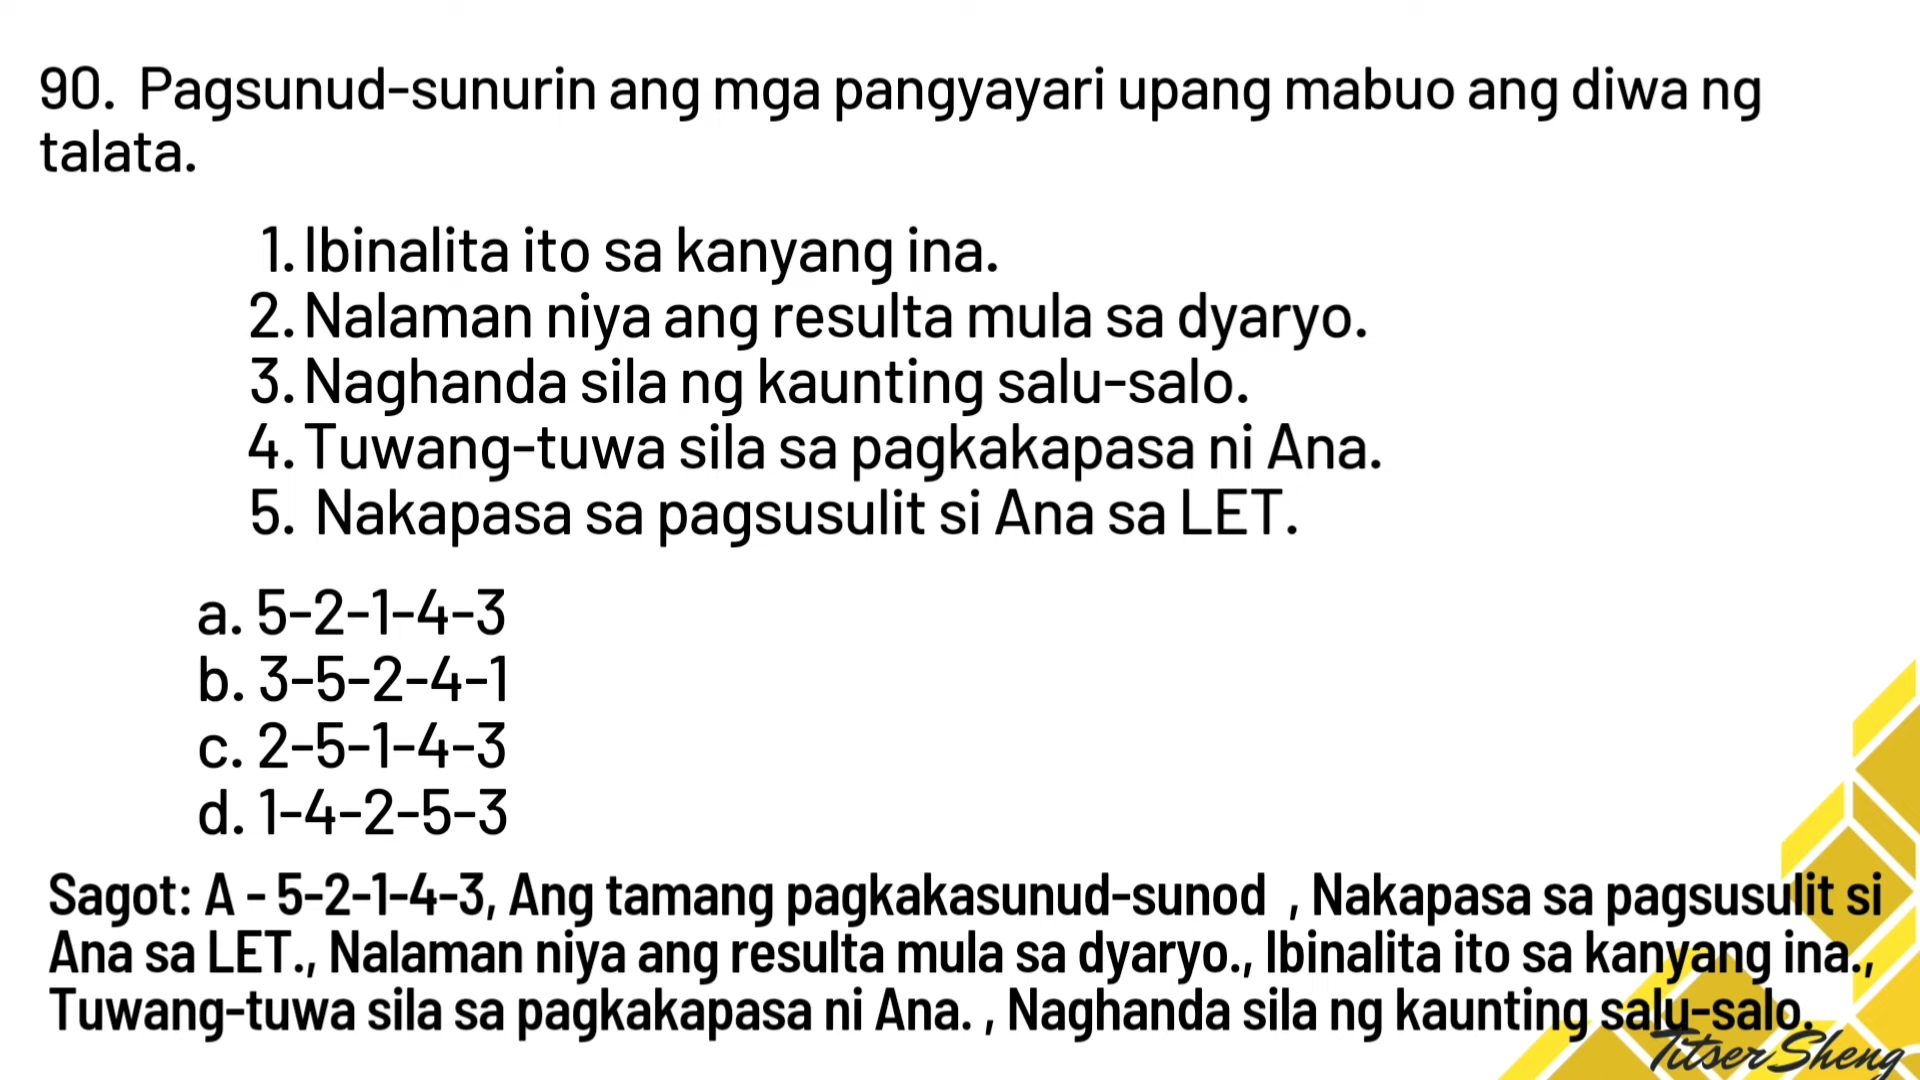 90. Pagsunud-sunurin ang mga pangyayari upang mabuo ang diwa ng
talata.
1. Ibinalita ito sa kanyang ina.
2. Nalaman niya ang resulta mula sa dyaryo.
3. Naghanda sila ng kaunting salu-salo.
4. Tuwang-tuwa sila sa pagkakapasa ni Ana.
5. Nakapasa sa pagsusulit si Ana sa LET.
a. 5-2-1-4-3
b. 3-5-2-4-1
c. 2-5-1-4-3
d. 1-4-2-5-3
Sagot: A - 5-2-1-4-3, Ang tamang pagkakasunud-sunod , Nakapasa sa pagsusulit si
Ana sa LET., Nalaman niya ang resulta mula sa dyaryo., Ibinalita ito sa kanyang ina.,
Tuwang-tuwa sila sa pagkakapasa ni Ana. , Naghanda sila ng kaunting salu-salo.
Titser Sheng